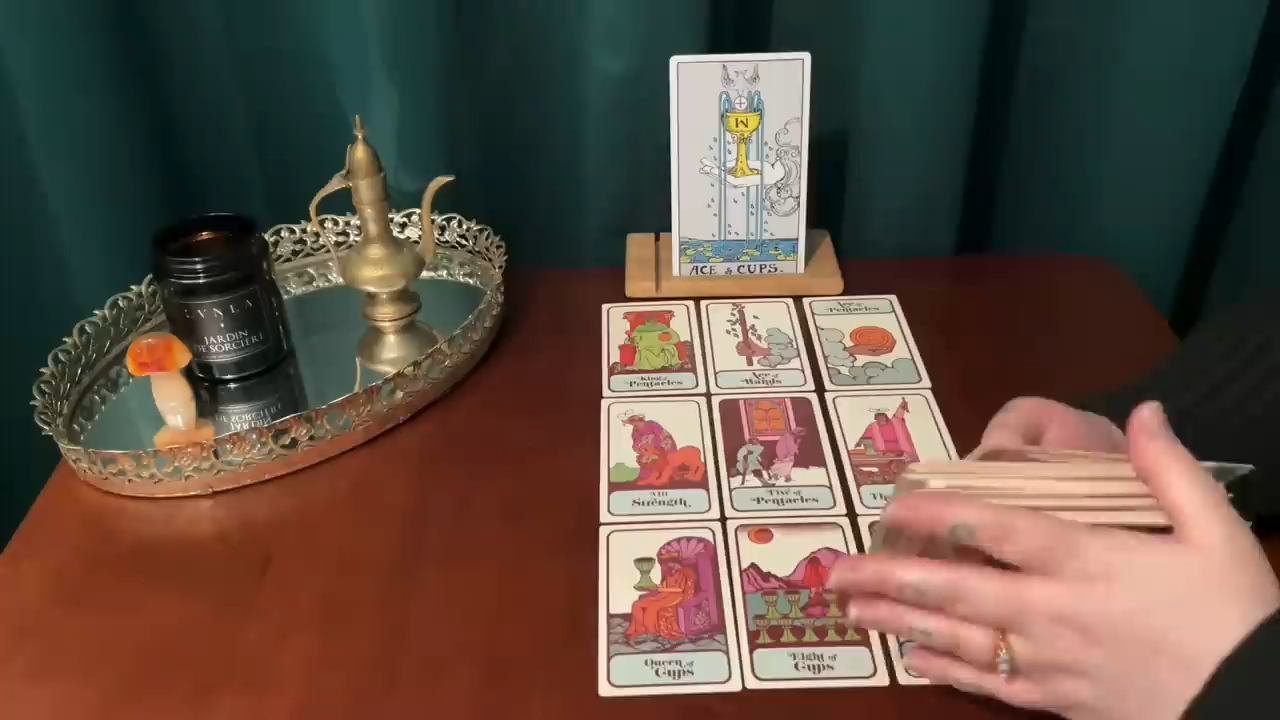 ACE of CUPS.
JARDIN
DE SORCIÈRE
King of
Pentacles
Ace of
Wands
Ace of
Pentacles
VIII
Strength
Five of
Pentacles
Queen of
Cups
Eight of
Cups